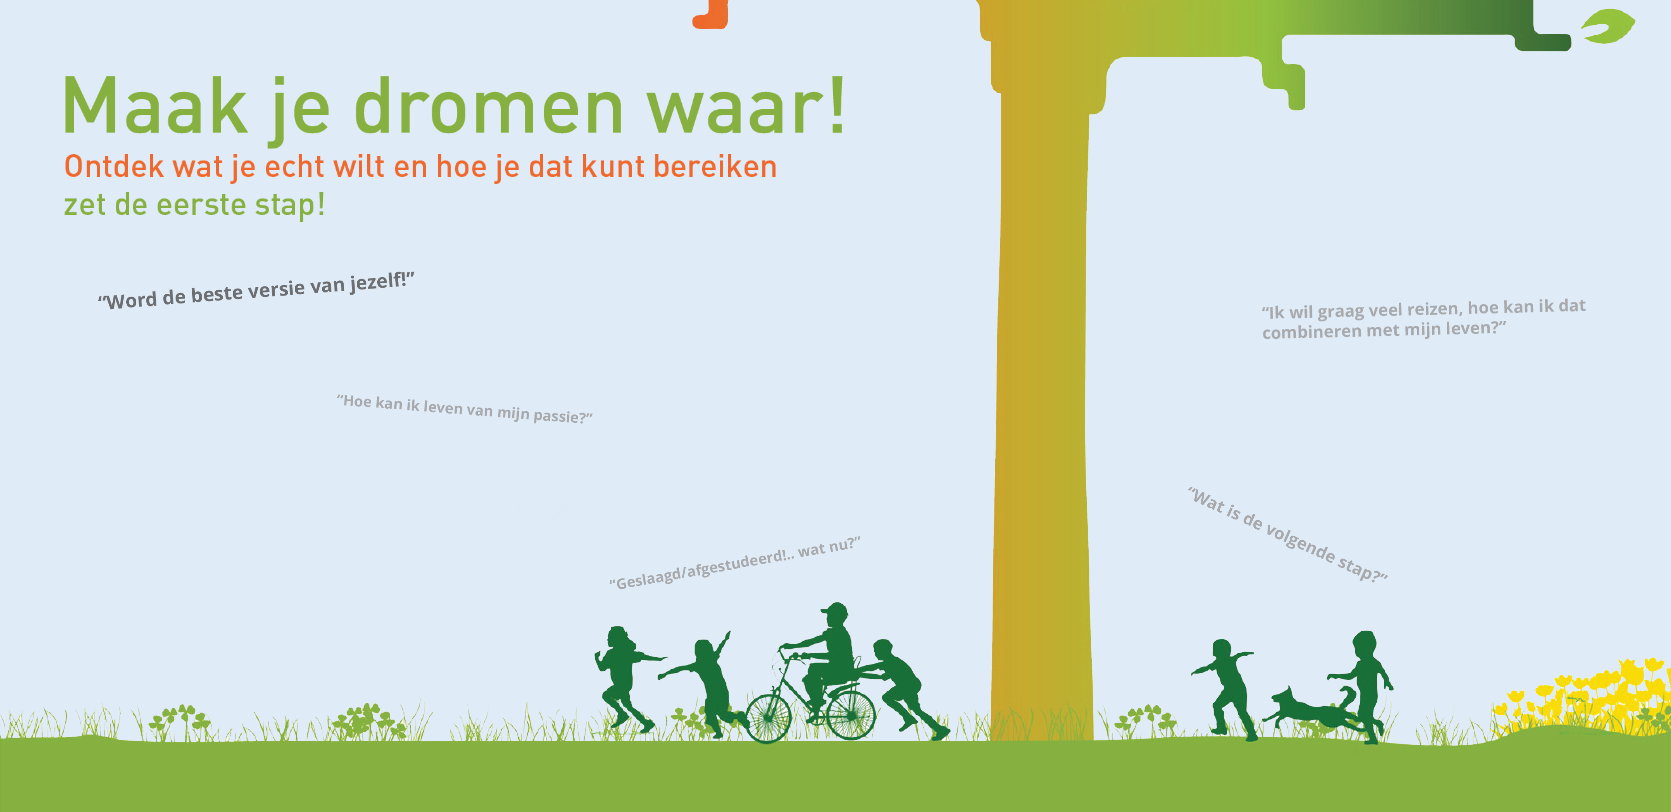 Maak je dromen waar!
Ontdek wat je echt wilt en hoe je dat kunt bereiken
zet de eerste stap!
“Word de beste versie van jezelf!”
“Ik wil graag veel reizen, hoe kan ik dat
combineren met mijn leven?”
“Hoe kan ik leven van mijn passie?”
“Wat is de volgende stap?”
“Geslaagd/afgestudeerd!.. wat nu?”